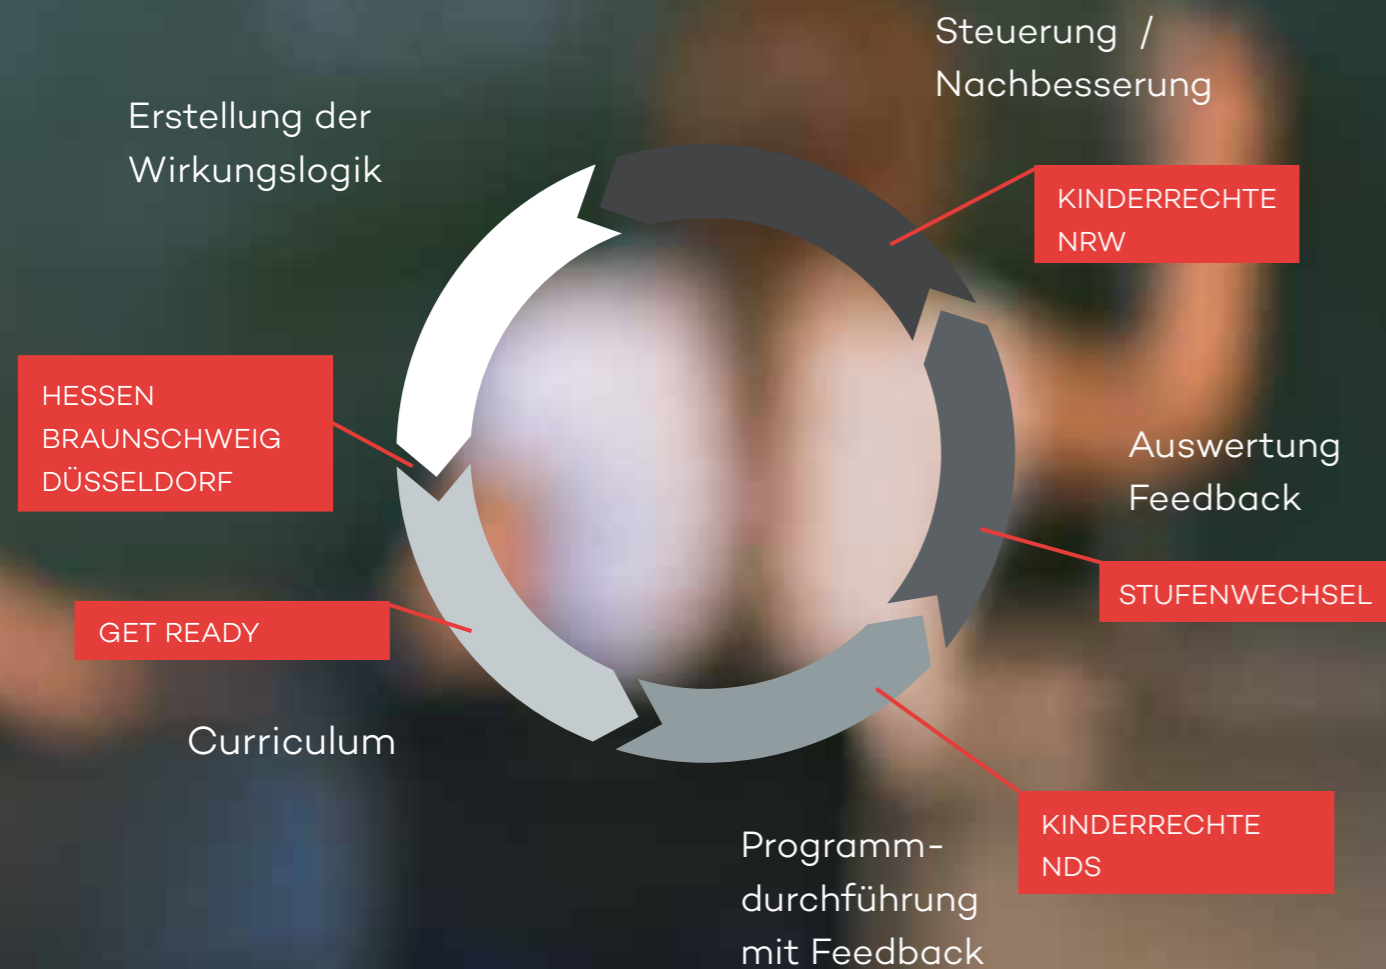 Steuerung /
Nachbesserung
Erstellung der
Wirkungslogik
KINDERRECHTE
NRW
HESSEN
BRAUNSCHWEIG
DÜSSELDORF
Auswertung
Feedback
STUFENWECHSEL
GET READY
Curriculum
KINDERRECHTE
NDS
Programm-
durchführung
mit Feedback